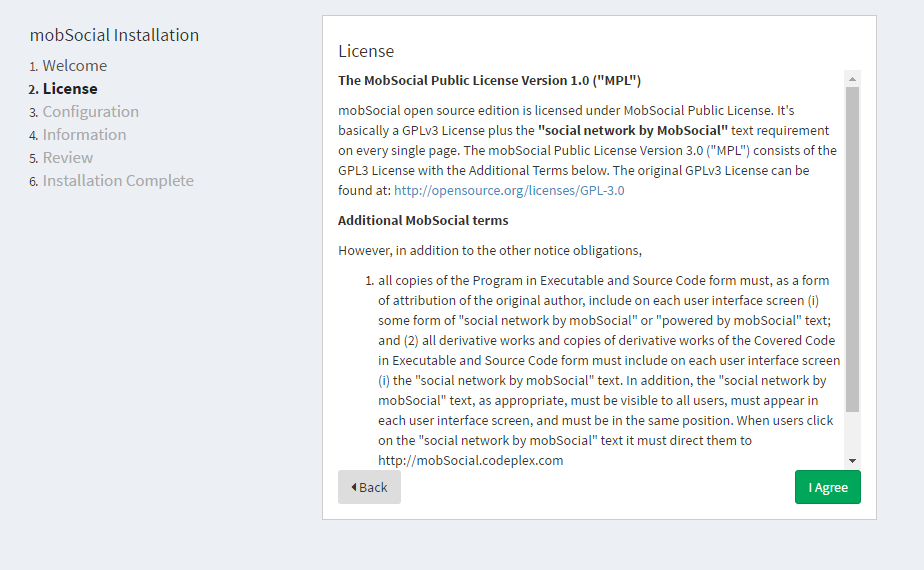 mobSocial Installation
1. Welcome
2. License
3. Configuration
4. Information
5. Review
6. Installation Complete
License
The MobSocial Public License Version 1.0 ("MPL")
mobSocial open source edition is licensed under MobSocial Public License. It's
basically a GPLv3 License plus the "social network by MobSocial" text requirement
on every single page. The mobSocial Public License Version 3.0 ("MPL") consists of the
GPL3 License with the Additional Terms below. The original GPLv3 License can be
found at: http://opensource.org/licenses/GPL-3.0
Additional MobSocial terms
However, in addition to the other notice obligations,
1. all copies of the Program in Executable and Source Code form must, as a form
of attribution of the original author, include on each user interface screen (i)
some form of "social network by mobSocial" or "powered by mobSocial" text;
and (2) all derivative works and copies of derivative works of the Covered Code
in Executable and Source Code form must include on each user interface screen
(i) the "social network by mobSocial" text. In addition, the "social network by
mobSocial" text, as appropriate, must be visible to all users, must appear in
each user interface screen, and must be in the same position. When users click
on the "social network by mobSocial" text it must direct them to
http://mobSocial.codeplex.com
Back
I Agree